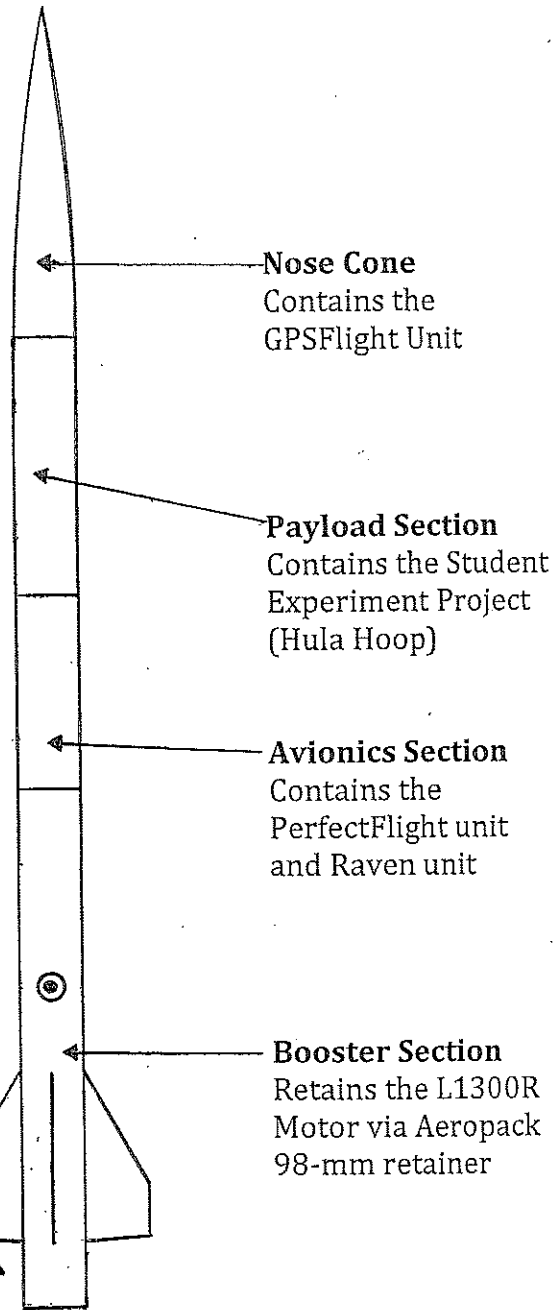 Nose Cone
Contains the
GPSFlight Unit
Payload Section
Contains the Student
Experiment Project
(Hula Hoop)
Avionics Section
Contains the
PerfectFlight unit
and Raven unit
Booster Section
Retains the L1300R
Motor via Aeropack
98-mm retainer